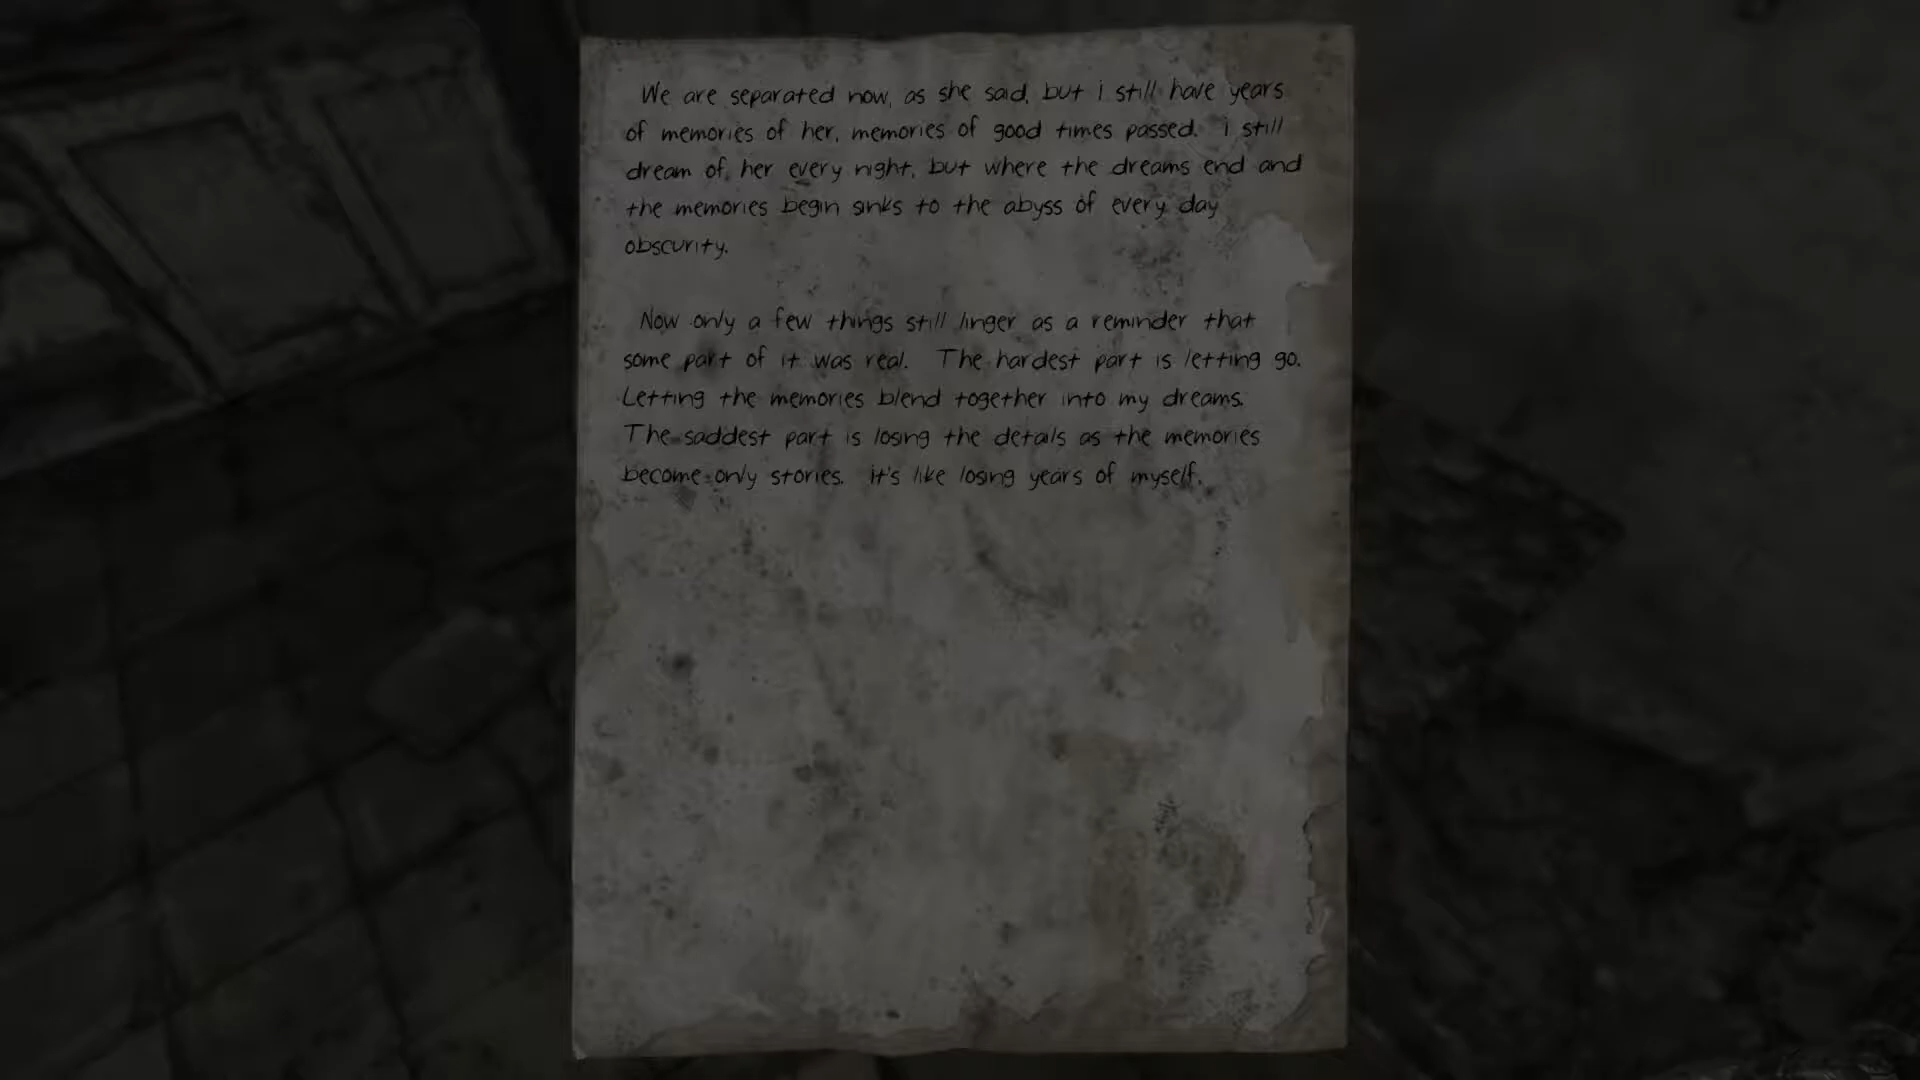 We are separated now, as she said, but i still have years
of memories of her, memories of good times passed. i still
dream of her every night, but where the dreams end and
the memories begin sinks to the abyss of every day
obscurity.
Now only a few things still linger as a reminder that
some part of it was real. The hardest part is letting go.
Letting the memories blend together into my dreams.
The saddest part is losing the details as the memories
become only stories. it's like losing years of myself.